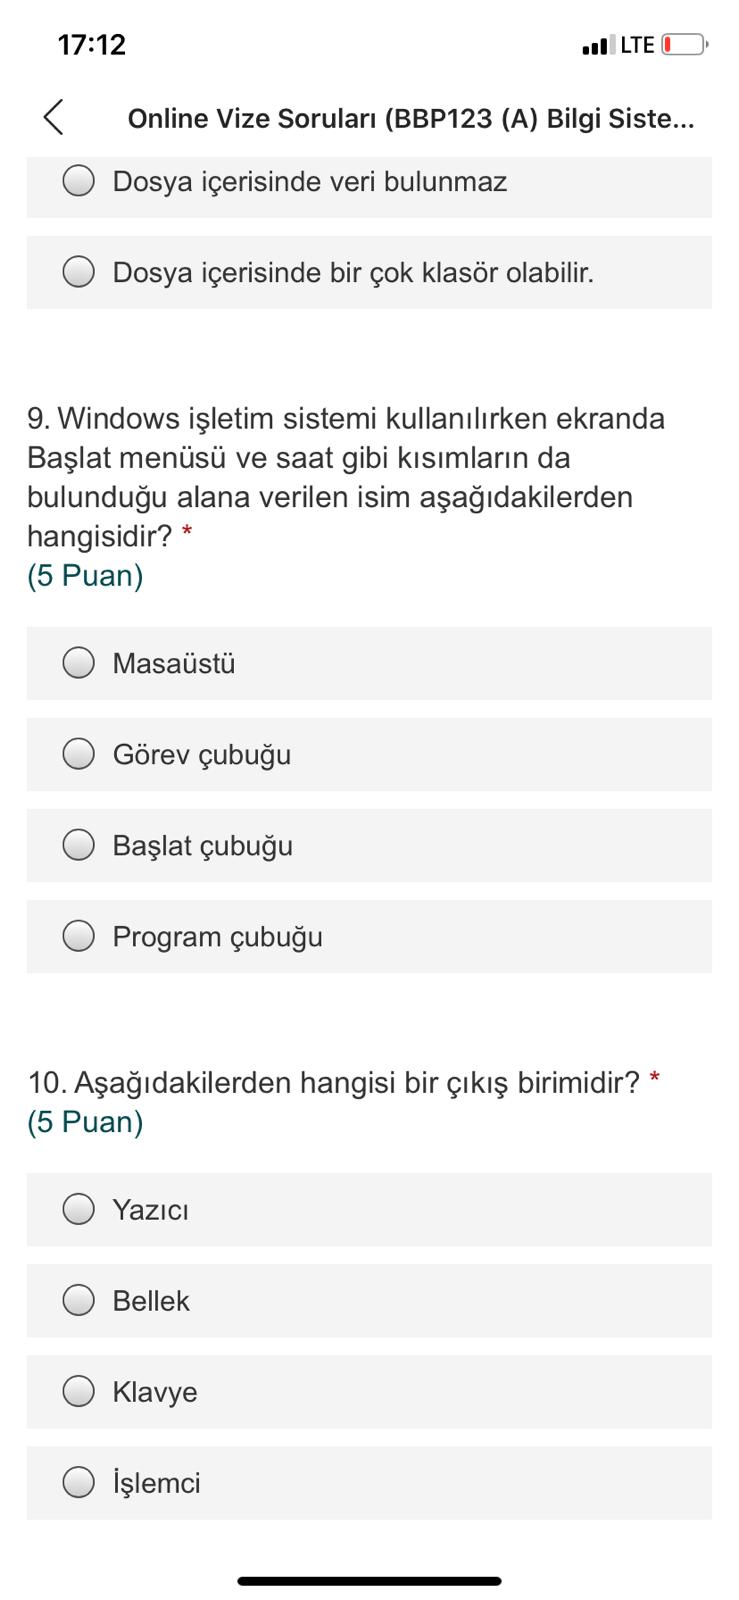 17:12
LTE
Online Vize Soruları (BBP123 (A) Bilgi Siste...
Dosya içerisinde veri bulunmaz
Dosya içerisinde bir çok klasör olabilir.
9. Windows işletim sistemi kullanılırken ekranda
Başlat menüsü ve saat gibi kısımların da
bulunduğu alana verilen isim aşağıdakilerden
hangisidir? *
(5 Puan)
Masaüstü
Görev çubuğu
Başlat çubuğu
Program çubuğu
10. Aşağıdakilerden hangisi bir çıkış birimidir? *
(5 Puan)
Yazıcı
Bellek
Klavye
İşlemci